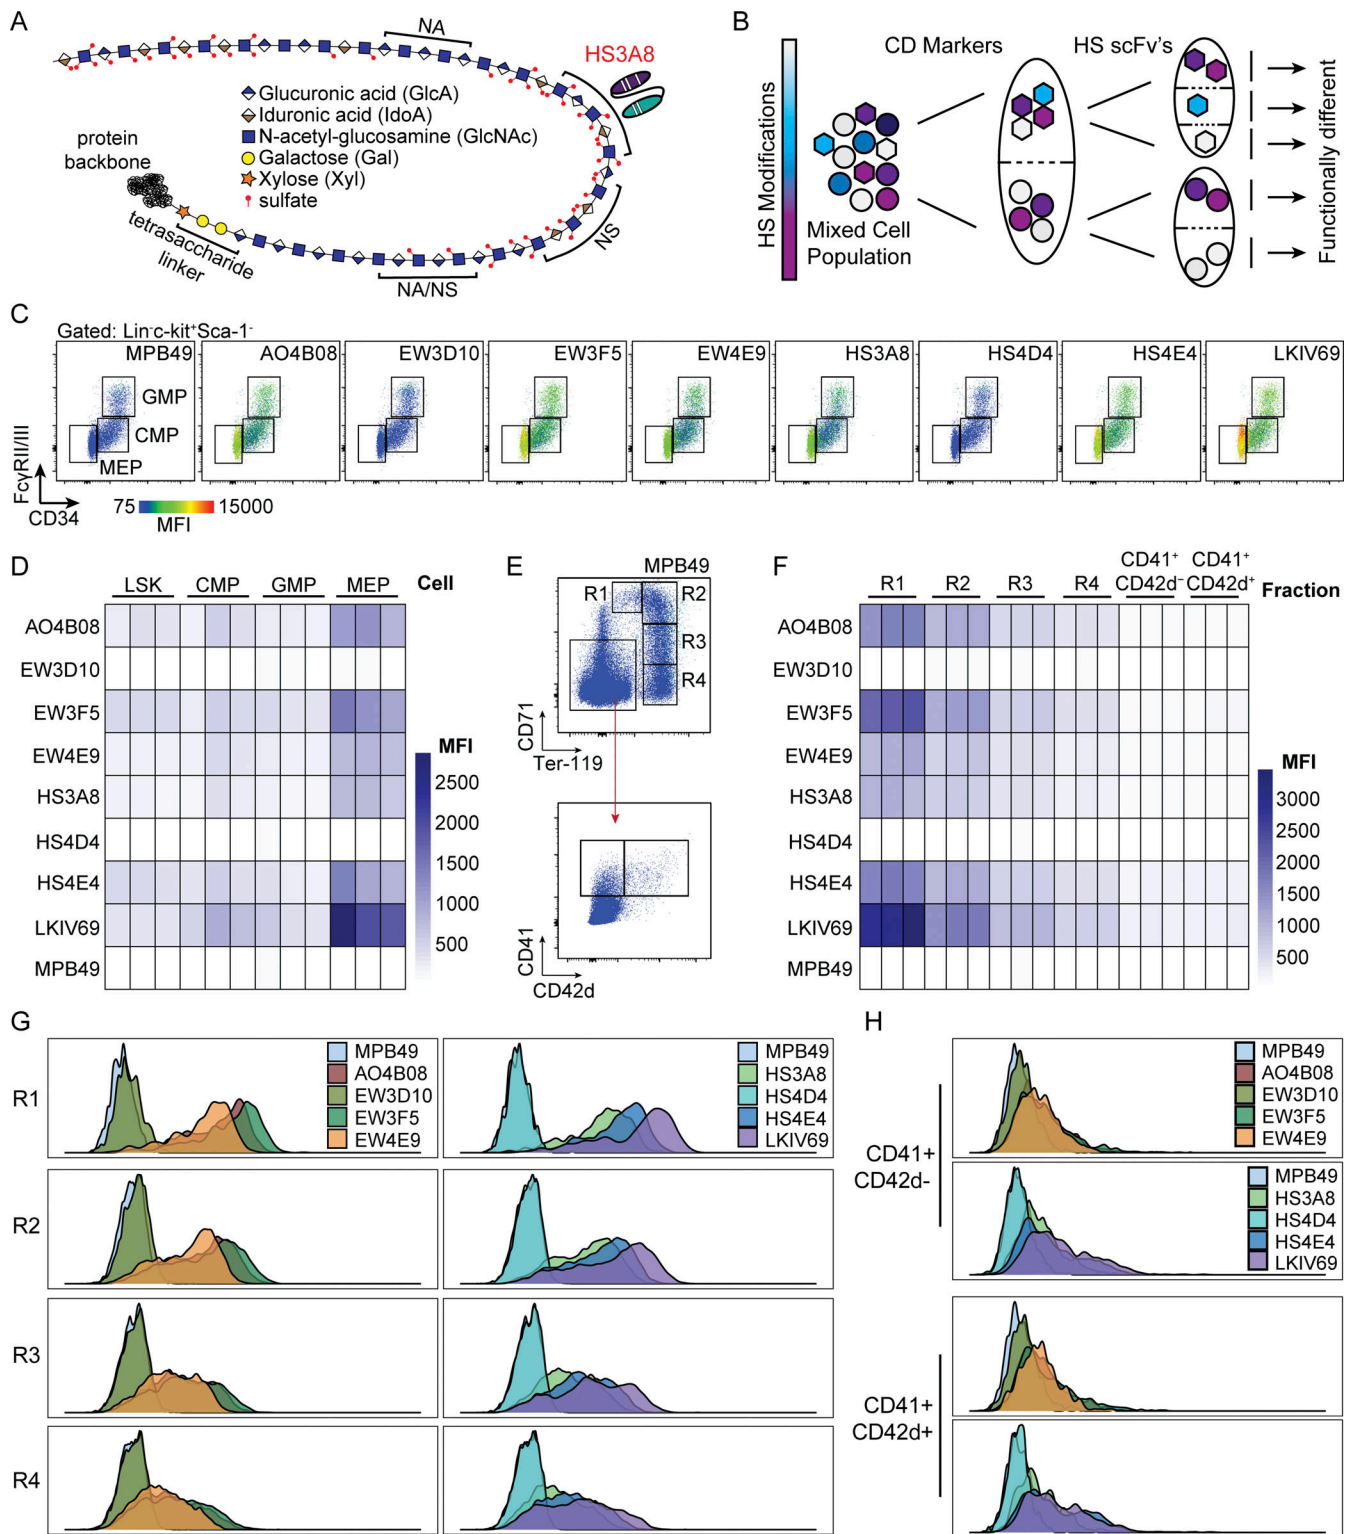 A
NA
HS3A8
Glucuronic acid (GlcA)
Iduronic acid (IdoA)
N-acetyl-glucosamine (GlcNAc)
Galactose (Gal)
Xylose (Xyl)
sulfate
protein
backbone
tetrasaccharide
linker
NA/NS
NS
B
CD Markers
HS scFv's
HS Modifications
Mixed Cell
Population
Functionally different
C
Gated: Lin⁻c-kit⁺Sca-1⁻
MPB49
AO4B08
EW3D10
EW3F5
EW4E9
HS3A8
HS4D4
HS4E4
LKIV69
GMP
CMP
MEP
FcγRII/III
CD34
75
15000
MFI
D
LSK
CMP
GMP
MEP
Cell
AO4B08
EW3D10
EW3F5
EW4E9
HS3A8
HS4D4
HS4E4
LKIV69
MPB49
MFI
2500
2000
1500
1000
500
E
MPB49
R1
R2
R3
R4
CD71
Ter-119
CD41
CD42d
F
R1
R2
R3
R4
CD41⁺
CD42d⁻
CD41⁺
CD42d⁺
Fraction
AO4B08
EW3D10
EW3F5
EW4E9
HS3A8
HS4D4
HS4E4
LKIV69
MPB49
MFI
3000
2500
2000
1500
1000
500
G
R1
MPB49
AO4B08
EW3D10
EW3F5
EW4E9
MPB49
HS3A8
HS4D4
HS4E4
LKIV69
R2
R3
R4
H
CD41+
CD42d-
MPB49
AO4B08
EW3D10
EW3F5
EW4E9
MPB49
HS3A8
HS4D4
HS4E4
LKIV69
CD41+
CD42d+